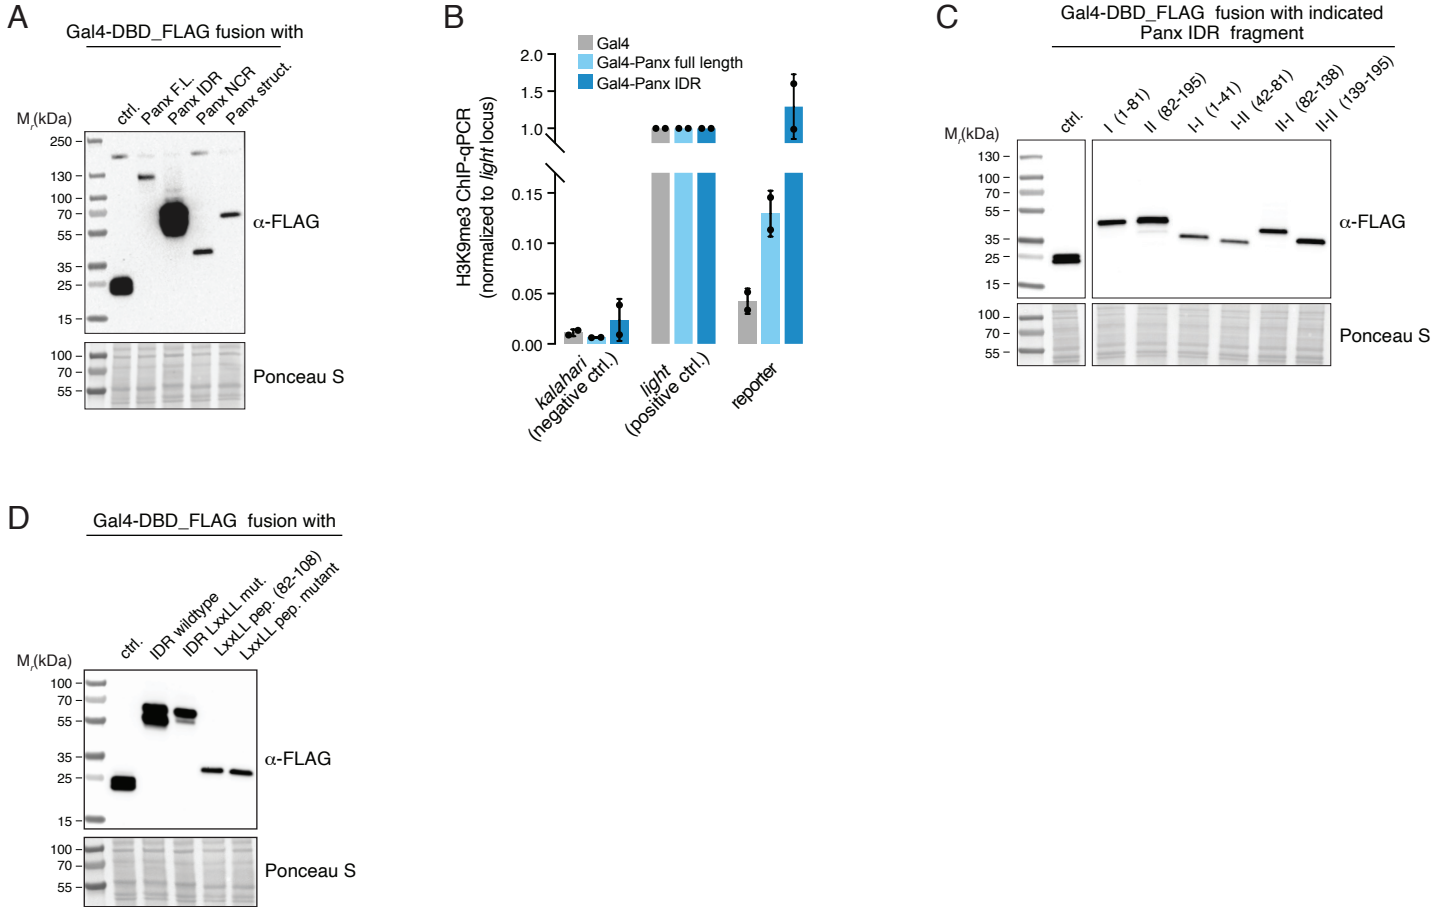 A
Gal4-DBD_FLAG fusion with
ctrl.
Panx F.L.
Panx IDR
Panx NCR
Panx struct.
Mr(kDa)
250
130
100
70
55
35
25
15
α-FLAG
100
70
55
Ponceau S
B
Gal4
Gal4-Panx full length
Gal4-Panx IDR
H3K9me3 ChIP-qPCR
(normalized to light locus)
2.0
1.5
1.0
0.15
0.10
0.05
0.00
kalahari
(negative ctrl.)
light
(positive ctrl.)
reporter
C
Gal4-DBD_FLAG fusion with indicated
Panx IDR fragment
ctrl.
I (1-81)
II (82-195)
I-I (1-41)
I-II (42-81)
II-I (82-138)
II-II (139-195)
Mr(kDa)
130
100
70
55
35
25
15
α-FLAG
100
70
55
Ponceau S
D
Gal4-DBD_FLAG fusion with
ctrl.
IDR wildtype
IDR LxxLL mut.
LxxLL pep. (82-108)
LxxLL pep. mutant
Mr(kDa)
100
70
55
35
25
15
α-FLAG
100
70
55
Ponceau S